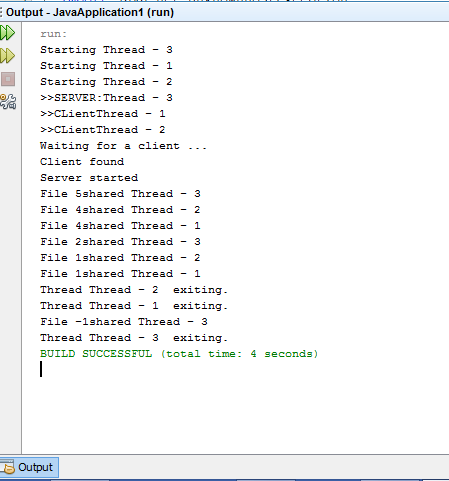 Output - JavaApplication1 (run)
run:
Starting Thread - 3
Starting Thread - 1
Starting Thread - 2
>>SERVER:Thread - 3
>>CLientThread - 1
>>CLientThread - 2
Waiting for a client ...
Client found
Server started
File 5shared Thread - 3
File 4shared Thread - 2
File 4shared Thread - 1
File 2shared Thread - 3
File 1shared Thread - 2
File 1shared Thread - 1
Thread Thread - 2  exiting.
Thread Thread - 1  exiting.
File -1shared Thread - 3
Thread Thread - 3  exiting.
BUILD SUCCESSFUL (total time: 4 seconds)
Output